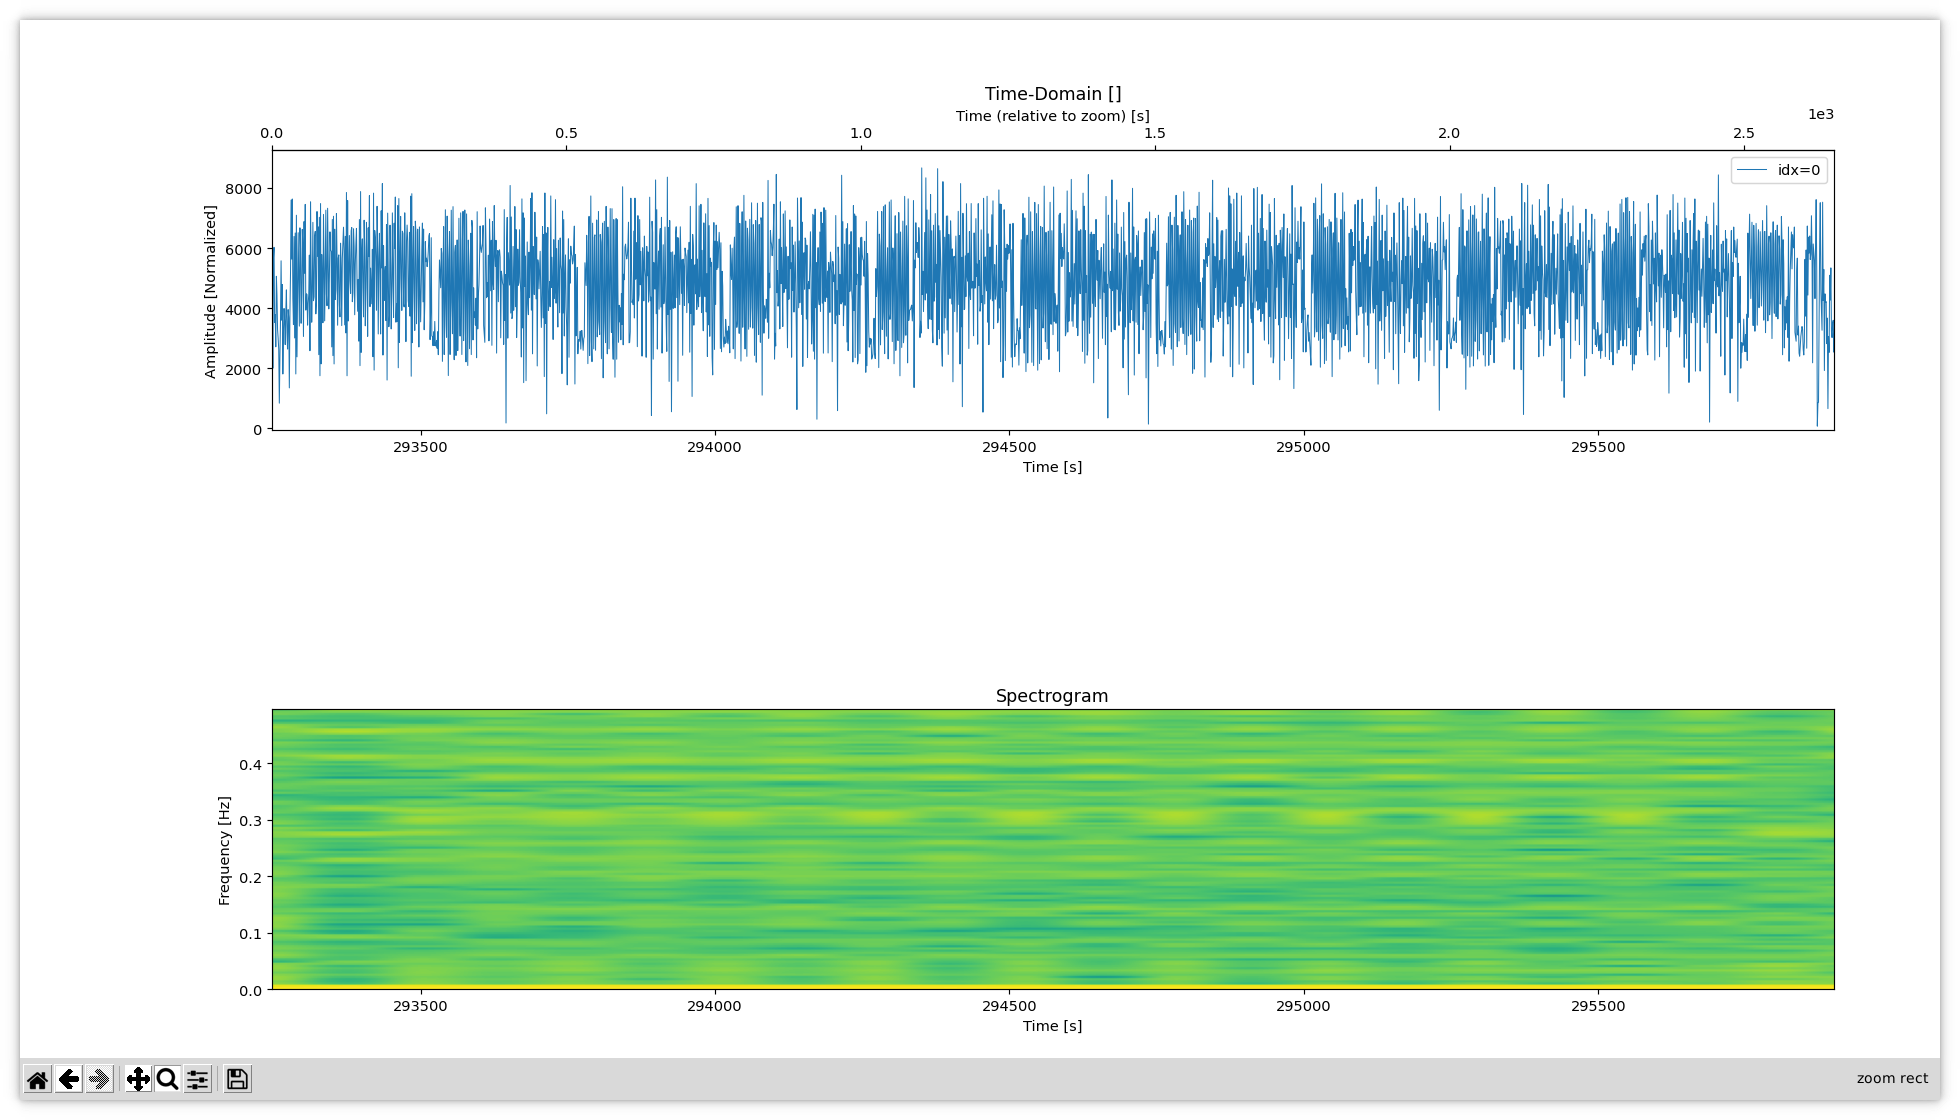 Time-Domain []
Time (relative to zoom) [s]
1e3
0.0 0.5 1.0 1.5 2.0 2.5
idx=0
Amplitude [Normalized]
8000
6000
4000
2000
0
293500 294000 294500 295000 295500
Time [s]
Spectrogram
Frequency [Hz]
0.4
0.3
0.2
0.1
0.0
293500 294000 294500 295000 295500
Time [s]
zoom rect